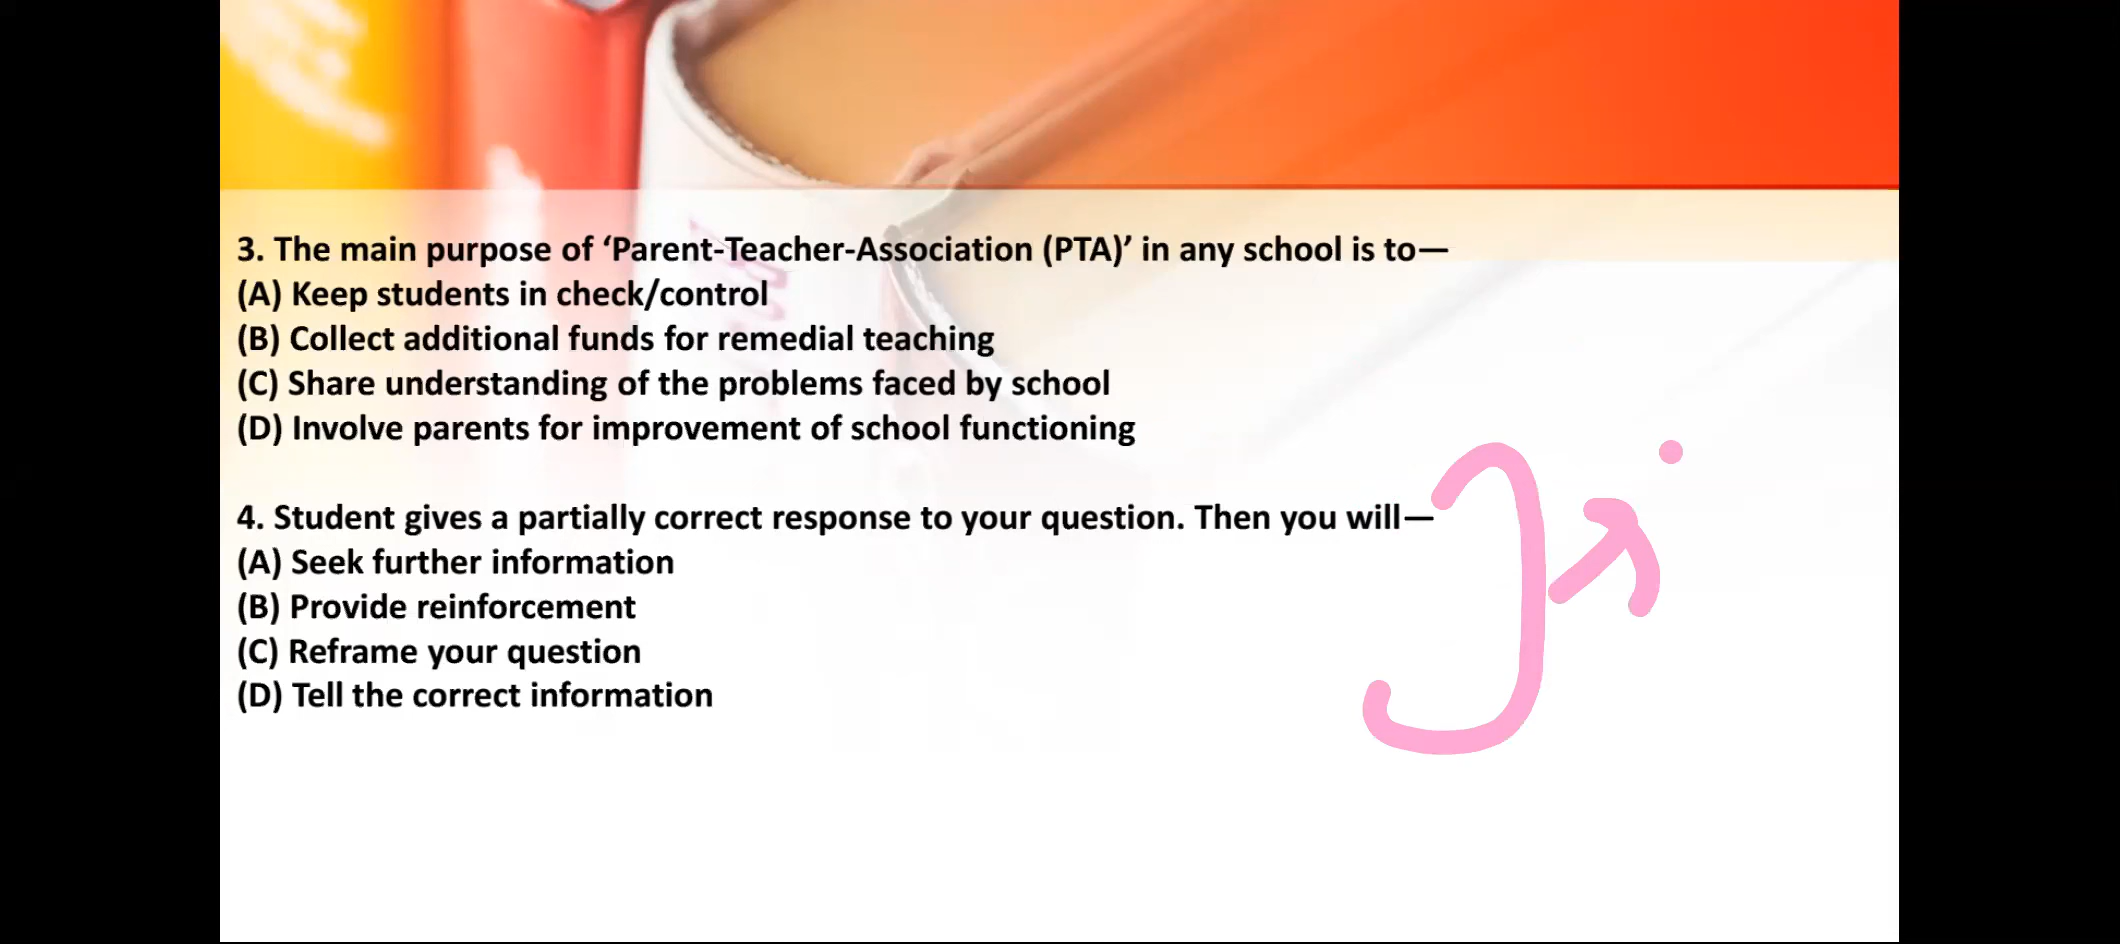 3. The main purpose of ‘Parent-Teacher-Association (PTA)’ in any school is to—
(A) Keep students in check/control
(B) Collect additional funds for remedial teaching
(C) Share understanding of the problems faced by school
(D) Involve parents for improvement of school functioning
4. Student gives a partially correct response to your question. Then you will—
(A) Seek further information
(B) Provide reinforcement
(C) Reframe your question
(D) Tell the correct information